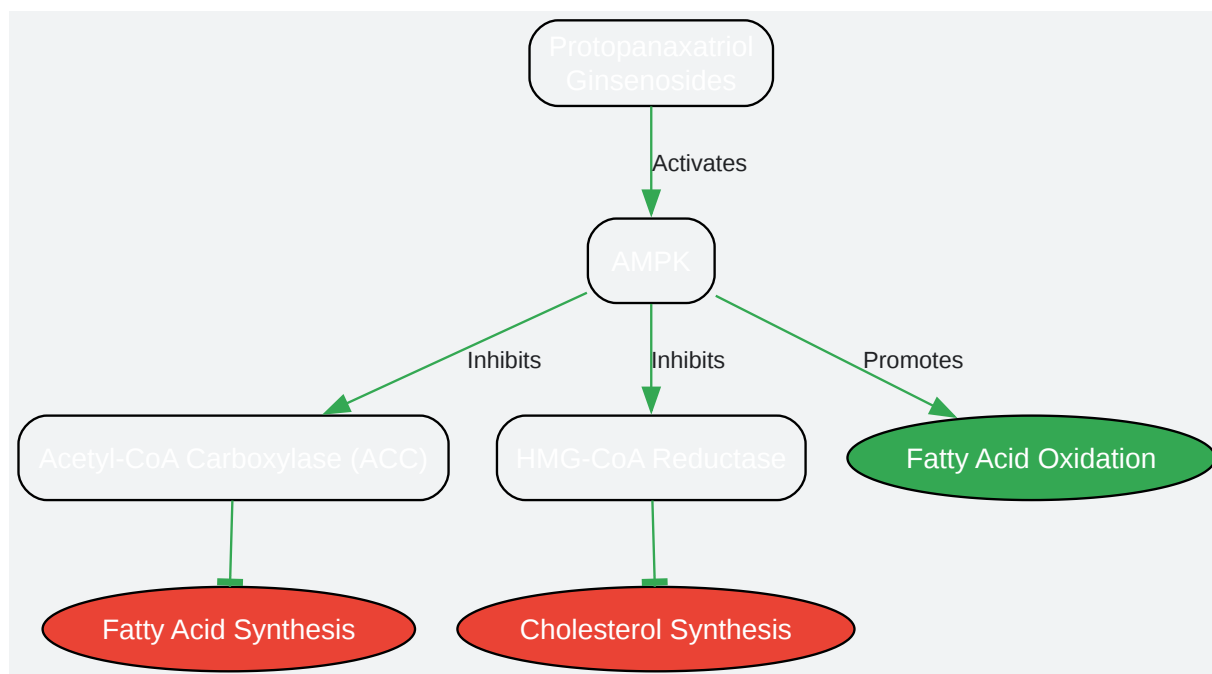 Protopanaxatriol
Ginsenosides
Activates
AMPK
Inhibits
Inhibits
Promotes
Acetyl-CoA Carboxylase (ACC)
HMG-CoA Reductase
Fatty Acid Oxidation
Fatty Acid Synthesis
Cholesterol Synthesis